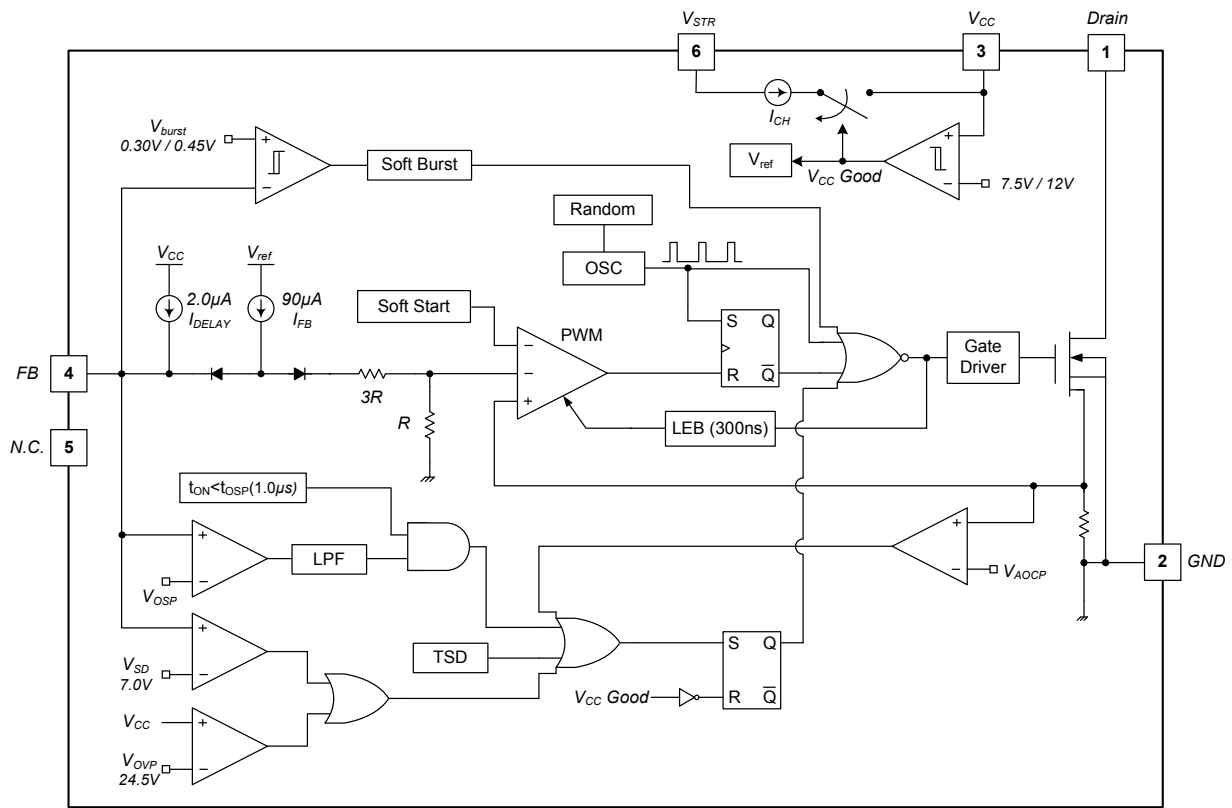 VSTR
VCC
Drain
6
3
1
ICH
Vburst
0.30V / 0.45V
+
−
Soft Burst
Vref
VCC Good
+
−
7.5V / 12V
Random
OSC
VCC
Vref
2.0µA
IDELAY
90µA
IFB
Soft Start
PWM
−
−
+
S
Q
R
Q̅
Gate
Driver
FB
4
3R
R
LEB (300ns)
N.C.
5
tON<tOSP(1.0µs)
+
−
VOSP
LPF
+
−
VAOCP
2
GND
+
−
VSD
7.0V
TSD
S
Q
R
Q̅
VCC Good
VCC
+
−
VOVP
24.5V